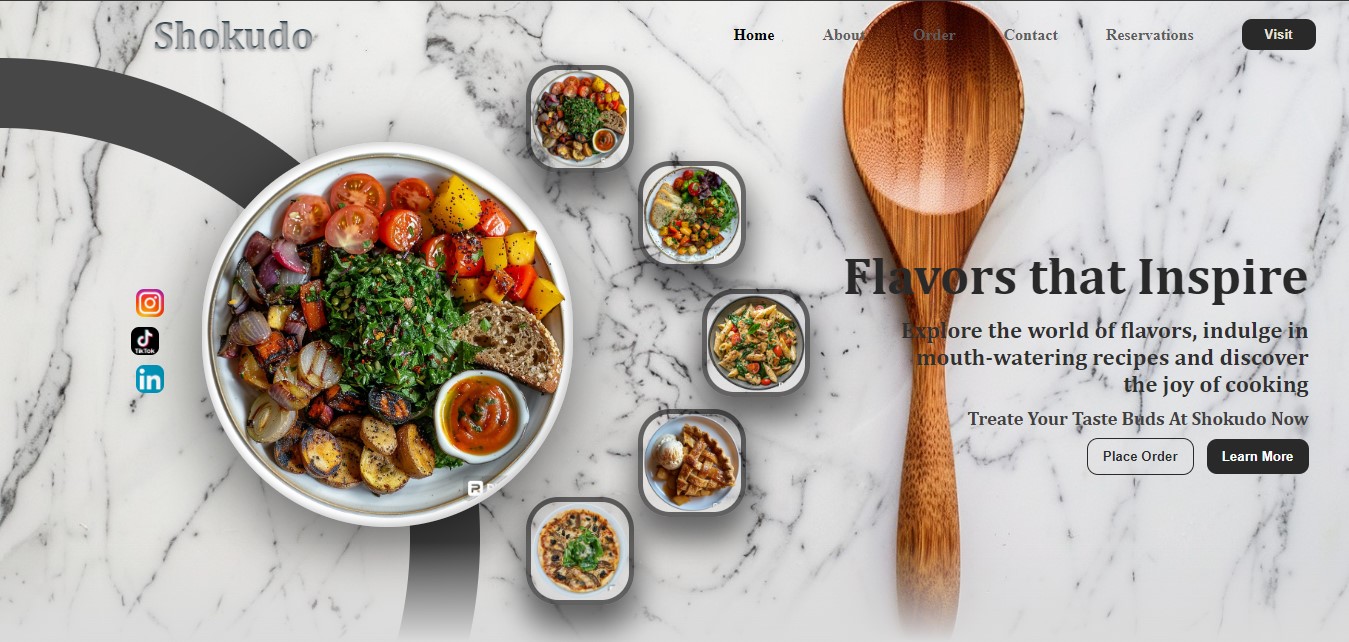 Shokudo
Home About Order Contact Reservations Visit
TikTok
in
Flavors that Inspire
Explore the world of flavors, indulge in
mouth-watering recipes and discover
the joy of cooking
Treate Your Taste Buds At Shokudo Now
Place Order Learn More